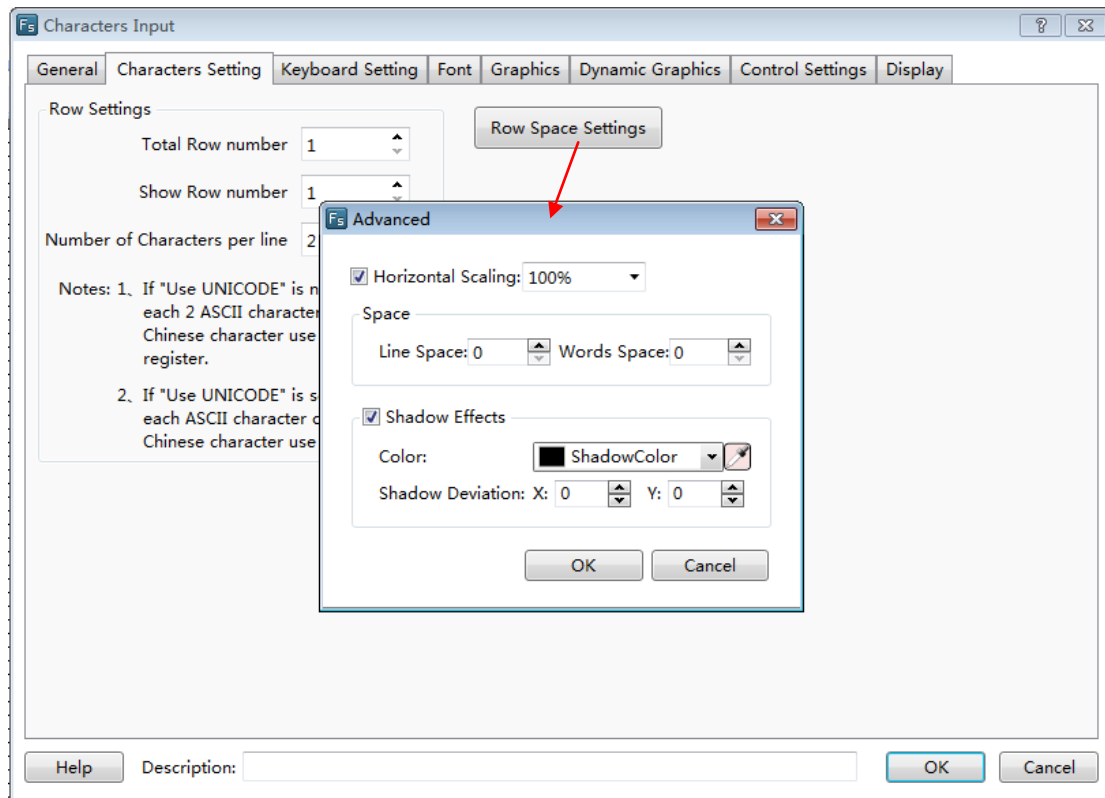 Fs Characters Input
General Characters Setting Keyboard Setting Font Graphics Dynamic Graphics Control Settings Display
Row Settings
Total Row number 1
Row Space Settings
Show Row number 1
Number of Characters per line 2
Notes: 1、If "Use UNICODE" is n
each 2 ASCII character
Chinese character use
register.
2、If "Use UNICODE" is s
each ASCII character
Chinese character use
Fs Advanced
Horizontal Scaling: 100%
Space
Line Space: 0 Words Space: 0
Shadow Effects
Color: ShadowColor
Shadow Deviation: X: 0 Y: 0
OK Cancel
Help Description: OK Cancel